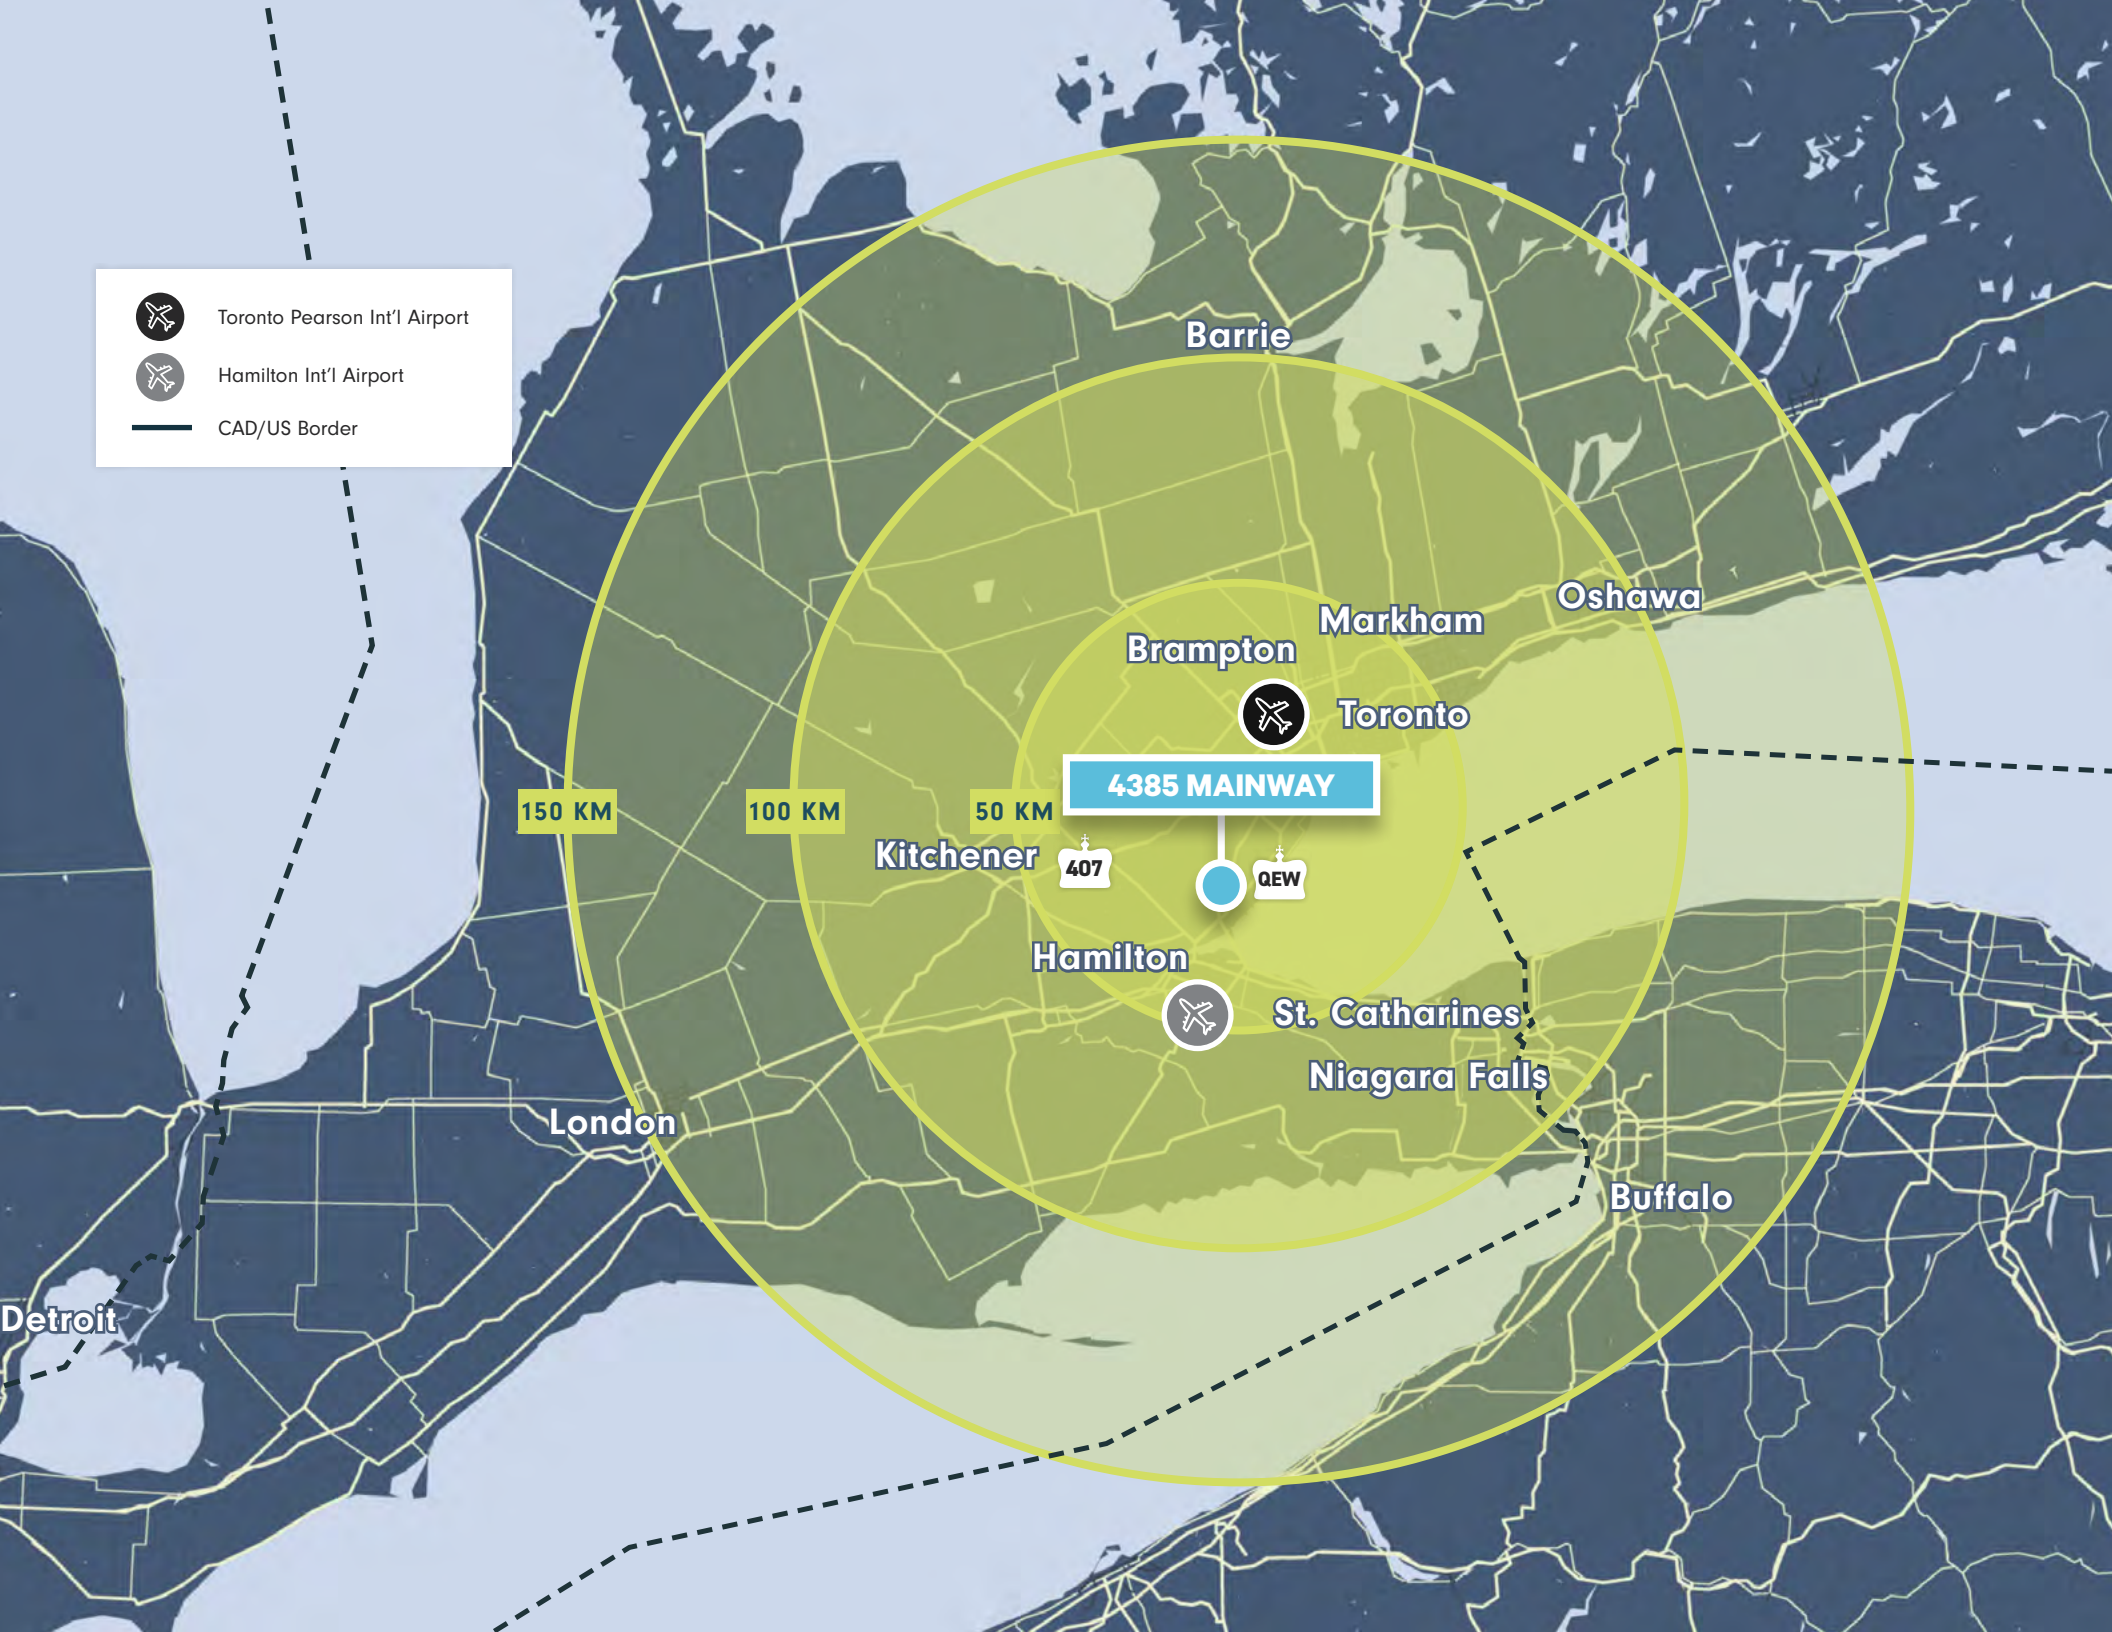 Toronto Pearson Int'l Airport
Hamilton Int'l Airport
CAD/US Border
Barrie
Oshawa
Markham
Brampton
Toronto
4385 MAINWAY
150 KM
100 KM
50 KM
Kitchener
407
QEW
Hamilton
St. Catharines
Niagara Falls
London
Buffalo
Detroit